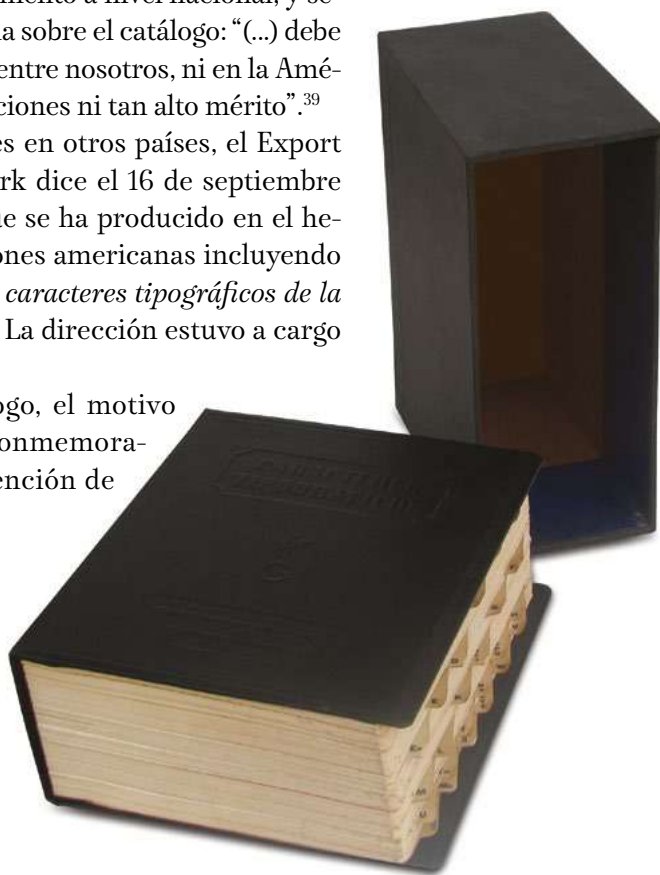 mento a nivel nacional, y se-
a sobre el catálogo: “(...) debe
entre nosotros, ni en la Amé-
ciones ni tan alto mérito”.39
es en otros países, el Export
rk dice el 16 de septiembre
ue se ha producido en el he-
ones americanas incluyendo
caracteres tipográficos de la
La dirección estuvo a cargo
ogo, el motivo
onmemora-
ención de